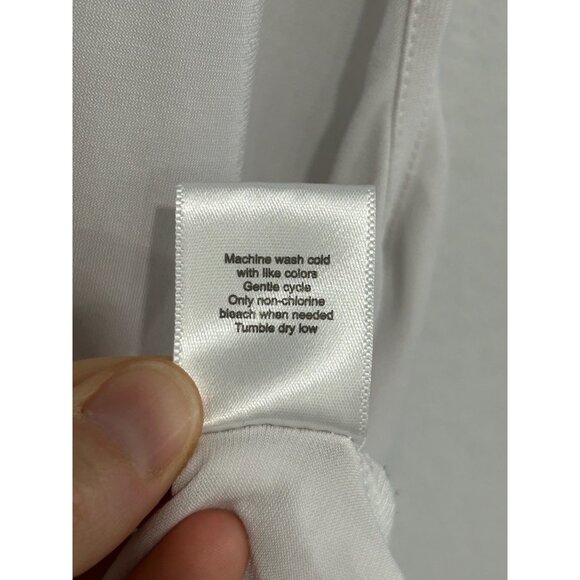 Machine wash cold
with like colors
Gentle cycle
Only non-chlorine
bleach when needed
Tumble dry low